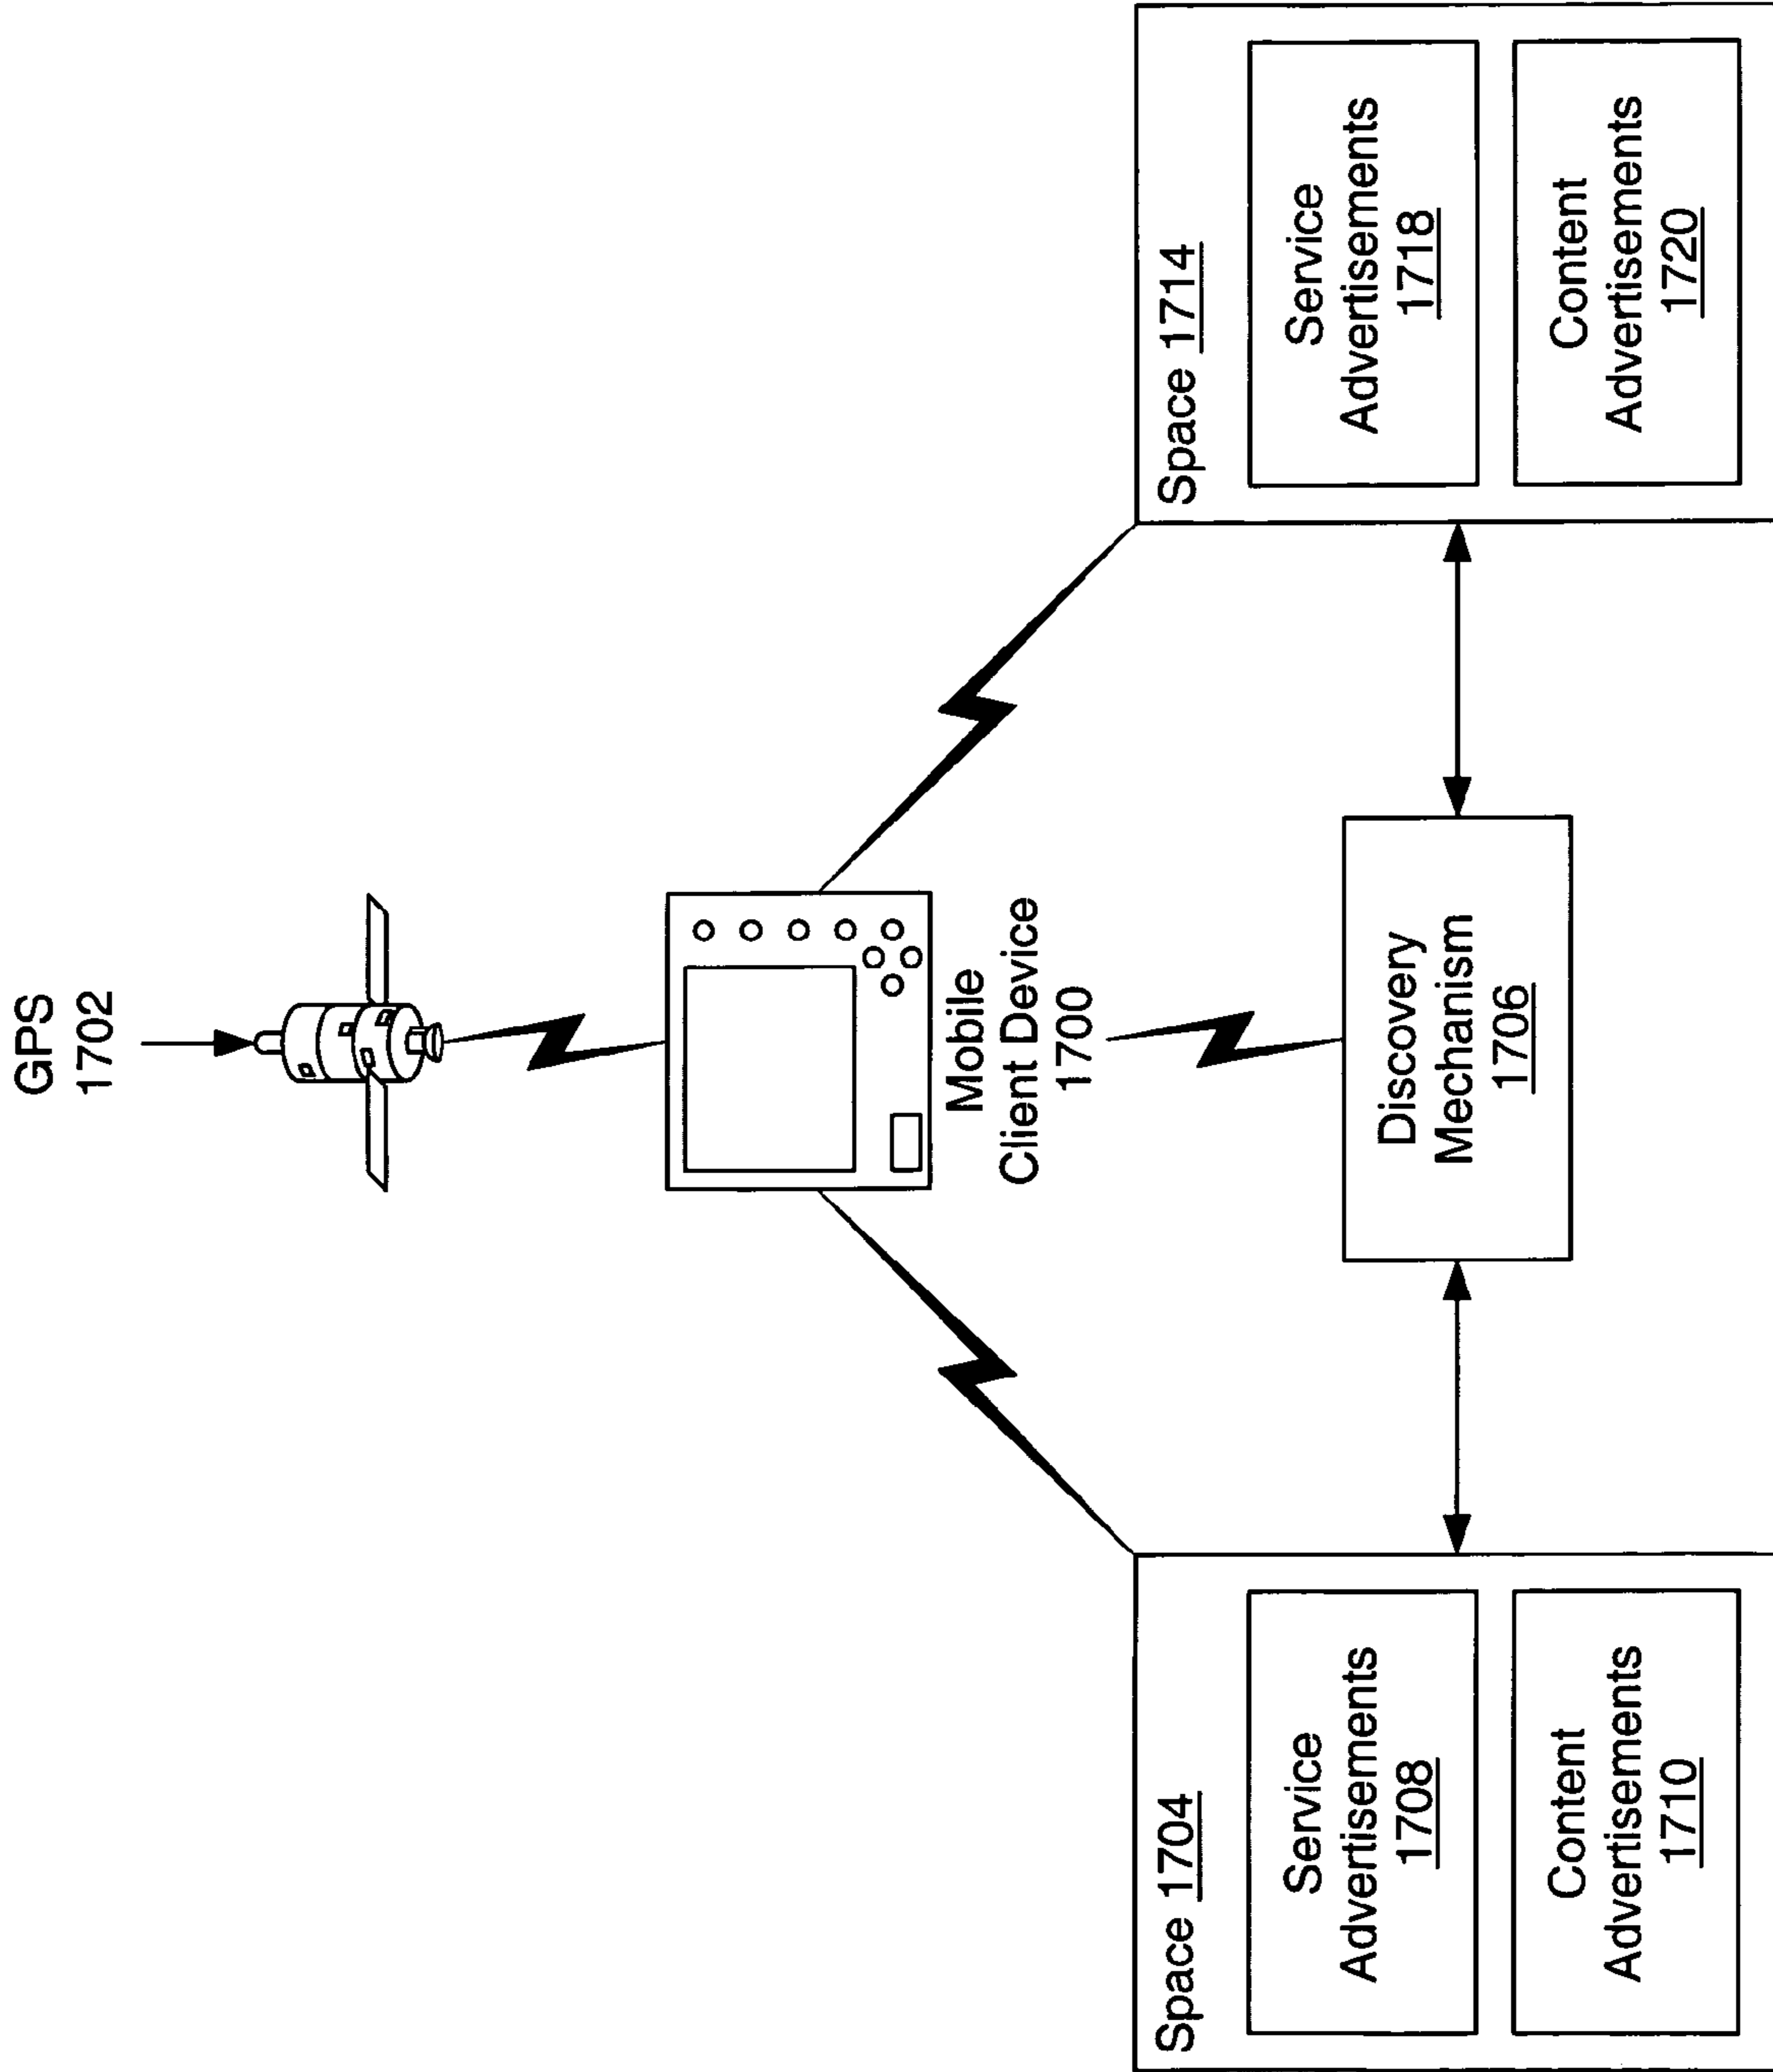 GPS
1702
Mobile
Client Device
1700
Discovery
Mechanism
1706
Space 1704
Service
Advertisements
1708
Content
Advertisements
1710
Space 1714
Service
Advertisements
1718
Content
Advertisements
1720